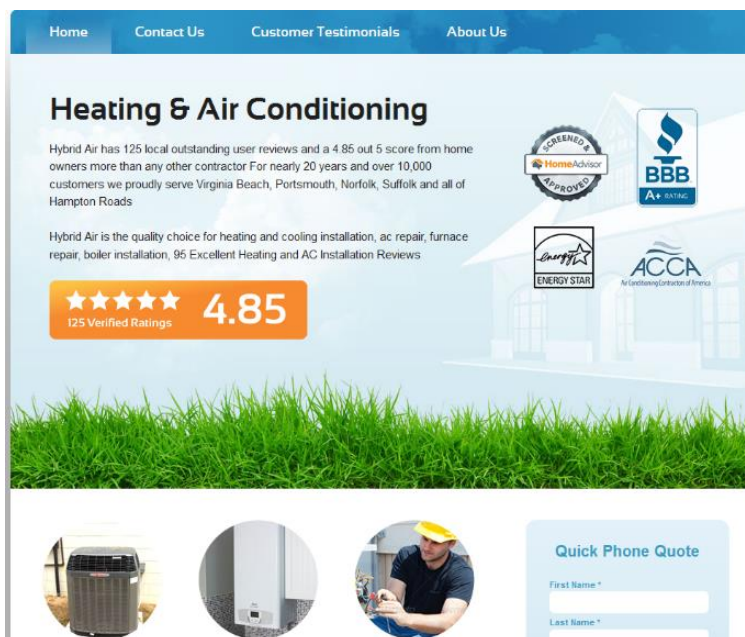 Home Contact Us Customer Testimonials About Us
Heating & Air Conditioning
Hybrid Air has 125 local outstanding user reviews and a 4.85 out 5 score from home
owners more than any other contractor For nearly 20 years and over 10,000
customers we proudly serve Virginia Beach, Portsmouth, Norfolk, Suffolk and all of
Hampton Roads
Hybrid Air is the quality choice for heating and cooling installation, ac repair, furnace
repair, boiler installation, 95 Excellent Heating and AC Installation Reviews
125 Verified Ratings 4.85
SCREENED &
HomeAdvisor
APPROVED
BBB
A+ RATING
energy
ENERGY STAR
ACCA
Air Conditioning Contractors of America
Quick Phone Quote
First Name *
Last Name *